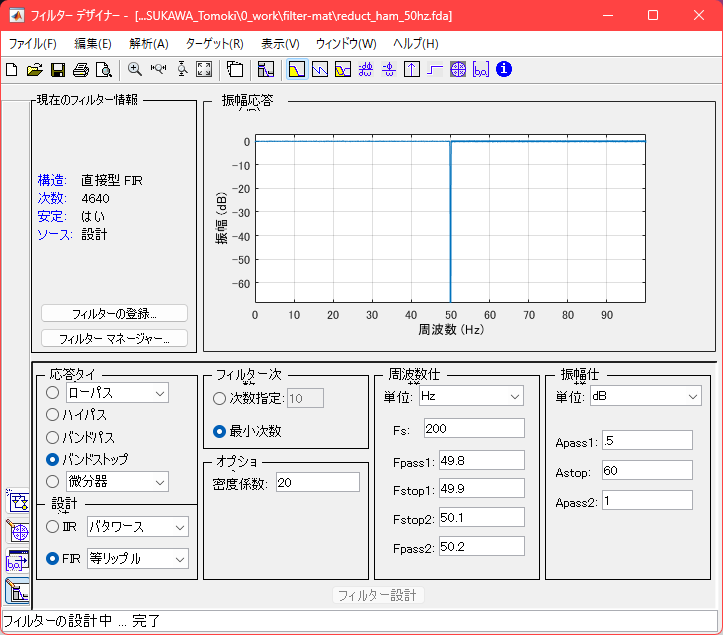 フィルター デザイナー - [...SUKAWA_Tomoki\0_work\filter-mat\reduct_ham_50hz.fda]
ファイル(F) 編集(E) 解析(A) ターゲット(R) 表示(V) ウィンドウ(W) ヘルプ(H)
現在のフィルター情報
構造: 直接型 FIR
次数: 4640
安定: はい
ソース: 設計
フィルターの登録...
フィルター マネージャー...
振幅応答
0
-10
-20
-30
-40
-50
-60
振幅 (dB)
0 10 20 30 40 50 60 70 80 90
周波数 (Hz)
応答タイ
ローパス
ハイパス
バンドパス
バンドストップ
微分器
設計
IIR バタワース
FIR 等リップル
フィルター次
次数指定: 10
最小次数
オプショ
密度係数: 20
周波数仕
単位: Hz
Fs: 200
Fpass1: 49.8
Fstop1: 49.9
Fstop2: 50.1
Fpass2: 50.2
振幅仕
単位: dB
Apass1: .5
Astop: 60
Apass2: 1
フィルター設計
フィルターの設計中 ... 完了